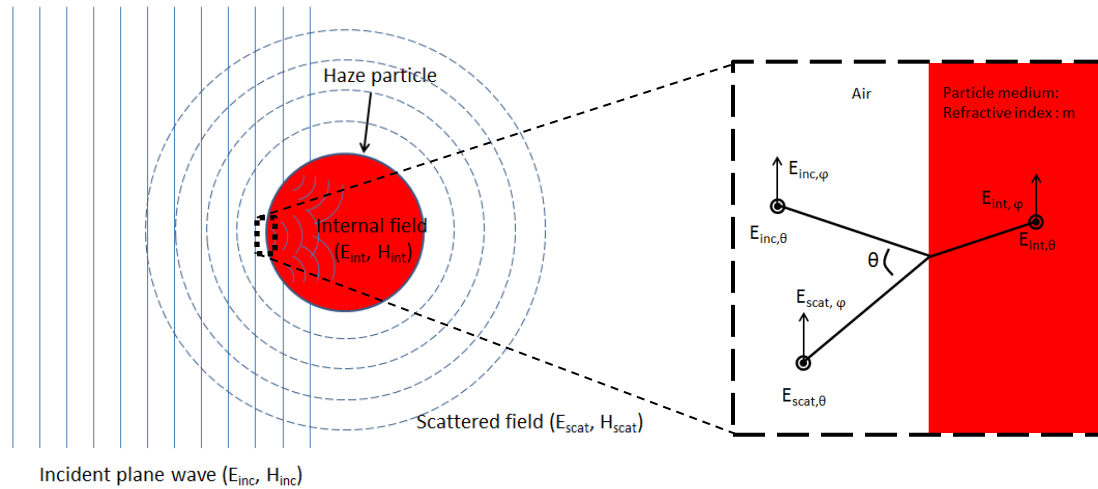 Haze particle
Internal field
(Eint, Hint)
Scattered field (Escat, Hscat)
Incident plane wave (Einc, Hinc)
Air
Particle medium:
Refractive index : m
Einc,φ
Einc,θ
Eint, φ
Eint,θ
θ
Escat, φ
Escat,θ